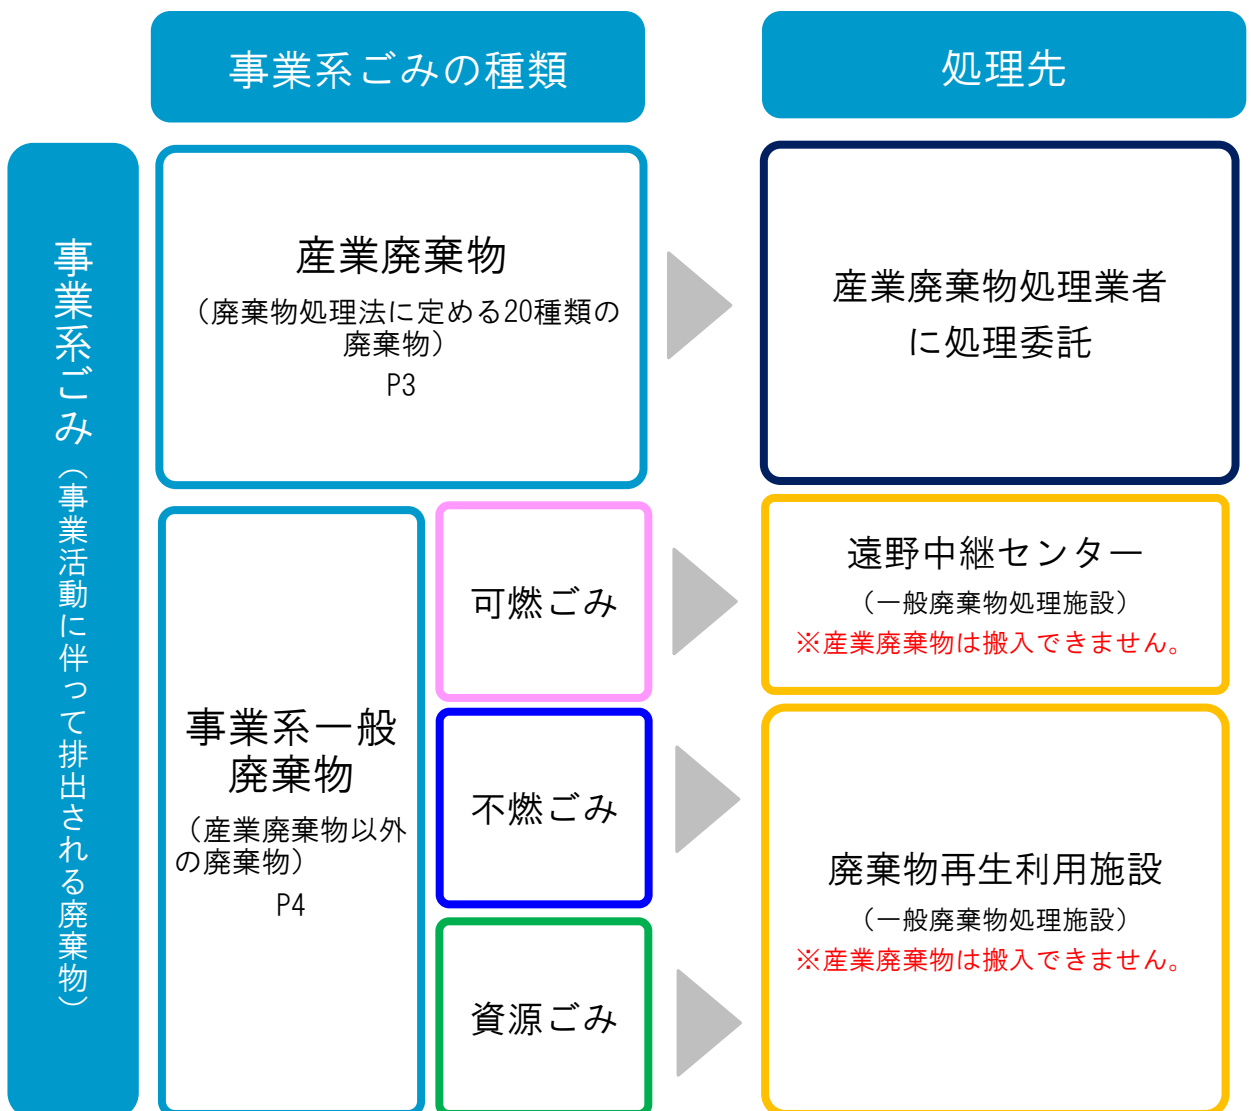 事業系ごみの種類
処理先
事業系ごみ（事業活動に伴って排出される廃棄物）
産業廃棄物
（廃棄物処理法に定める20種類の
廃棄物）
P3
産業廃棄物処理業者
に処理委託
事業系一般
廃棄物
（産業廃棄物以外
の廃棄物）
P4
可燃ごみ
遠野中継センター
（一般廃棄物処理施設）
※産業廃棄物は搬入できません。
不燃ごみ
資源ごみ
廃棄物再生利用施設
（一般廃棄物処理施設）
※産業廃棄物は搬入できません。